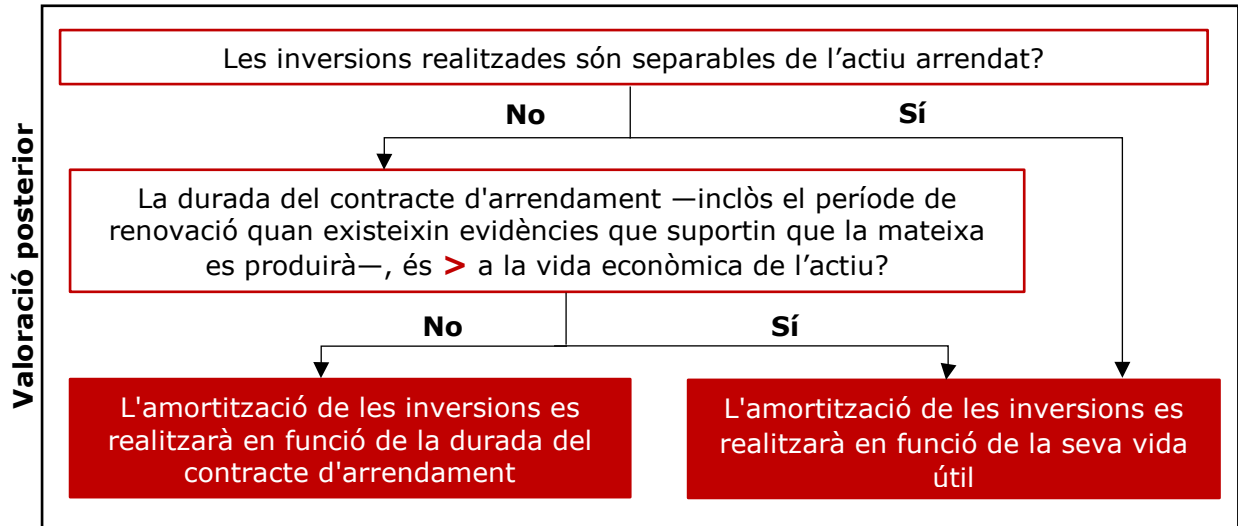 Valoració posterior
Les inversions realitzades són separables de l’actiu arrendat?
No
Sí
La durada del contracte d'arrendament —inclòs el període de
renovació quan existeixin evidències que suportin que la mateixa
es produirà—, és > a la vida econòmica de l’actiu?
No
Sí
L'amortització de les inversions es
realitzarà en funció de la durada del
contracte d'arrendament
L'amortització de les inversions es
realitzarà en funció de la seva vida
útil